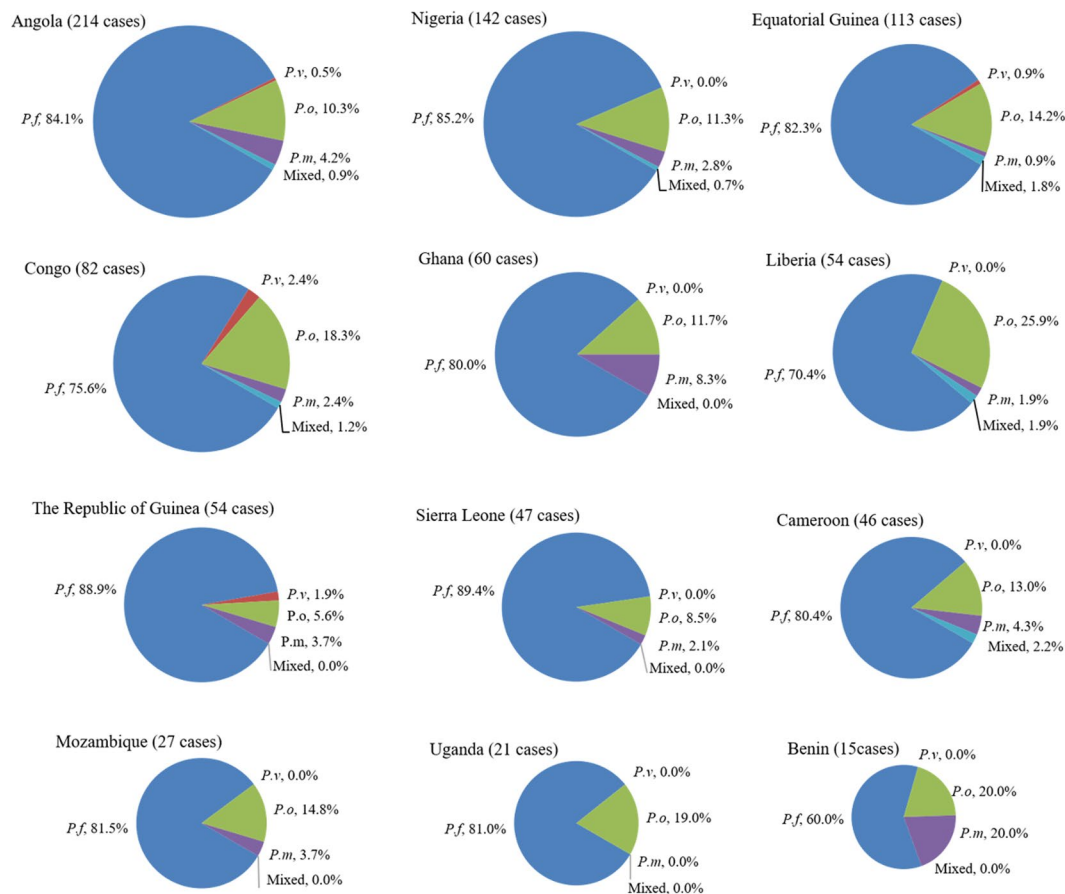 Angola (214 cases)
P.v, 0.5%
P.o, 10.3%
P.f, 84.1%
P.m, 4.2%
Mixed, 0.9%
Nigeria (142 cases)
P.v, 0.0%
P.o, 11.3%
P.f, 85.2%
P.m, 2.8%
Mixed, 0.7%
Equatorial Guinea (113 cases)
P.v, 0.9%
P.o, 14.2%
P.f, 82.3%
P.m, 0.9%
Mixed, 1.8%
Congo (82 cases)
P.v, 2.4%
P.o, 18.3%
P.f, 75.6%
P.m, 2.4%
Mixed, 1.2%
Ghana (60 cases)
P.v, 0.0%
P.o, 11.7%
P.f, 80.0%
P.m, 8.3%
Mixed, 0.0%
Liberia (54 cases)
P.v, 0.0%
P.o, 25.9%
P.f, 70.4%
P.m, 1.9%
Mixed, 1.9%
The Republic of Guinea (54 cases)
P.f, 88.9%
P.v, 1.9%
P.o, 5.6%
P.m, 3.7%
Mixed, 0.0%
Sierra Leone (47 cases)
P.f, 89.4%
P.v, 0.0%
P.o, 8.5%
P.m, 2.1%
Mixed, 0.0%
Cameroon (46 cases)
P.v, 0.0%
P.o, 13.0%
P.f, 80.4%
P.m, 4.3%
Mixed, 2.2%
Mozambique (27 cases)
P.v, 0.0%
P.o, 14.8%
P.f, 81.5%
P.m, 3.7%
Mixed, 0.0%
Uganda (21 cases)
P.v, 0.0%
P.o, 19.0%
P.f, 81.0%
P.m, 0.0%
Mixed, 0.0%
Benin (15cases)
P.v, 0.0%
P.o, 20.0%
P.f, 60.0%
P.m, 20.0%
Mixed, 0.0%